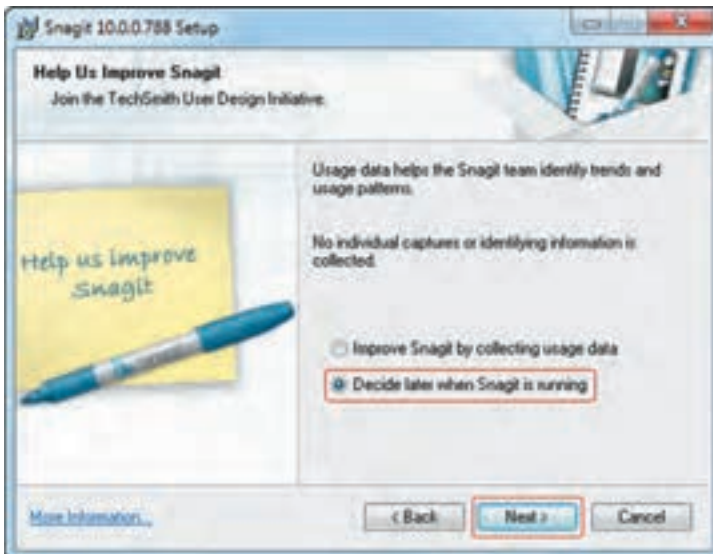 Snagit 10.0.0.788 Setup
Help Us Improve Snagit
Join the TechSmith User Design Initiative.
Usage data helps the Snagit team identify trends and
usage patterns.
No individual captures or identifying information is
collected.
Help us improve
Snagit
Improve Snagit by collecting usage data
Decide later when Snagit is running
More Information...
< Back
Next >
Cancel